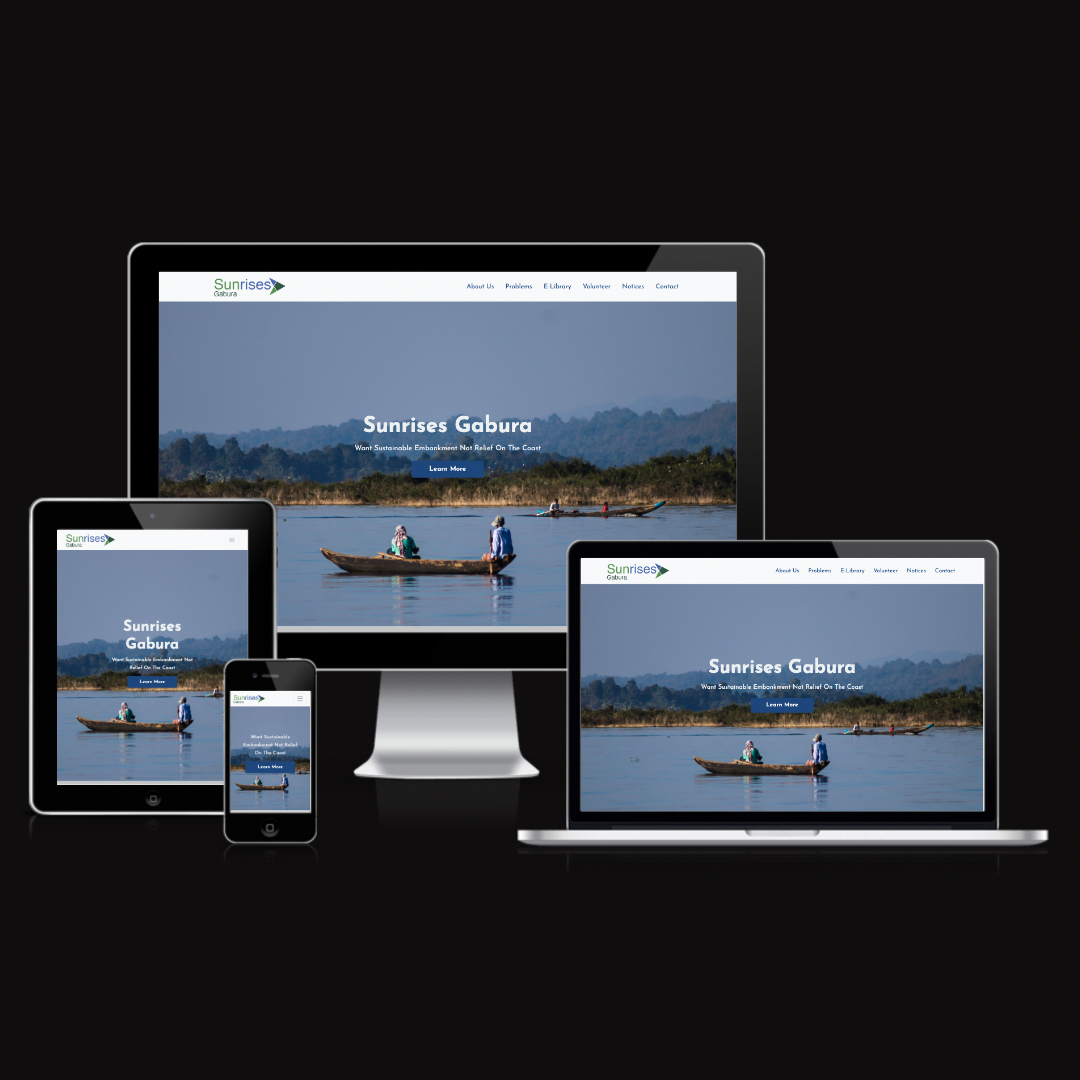 Sunrises
Gabura
About Us Problems E-Library Volunteer Notices Contact
Sunrises Gabura
Want Sustainable Embankment Not Relief On The Coast
Learn More
Sunrises
Gabura
Sunrises
Gabura
Want Sustainable Embankment Not
Relief On The Coast
Learn More
Sunrises
Gabura
Want Sustainable
Embankment Not Relief
On The Coast
Learn More
Sunrises
Gabura
About Us Problems E-Library Volunteer Notices Contact
Sunrises Gabura
Want Sustainable Embankment Not Relief On The Coast
Learn More